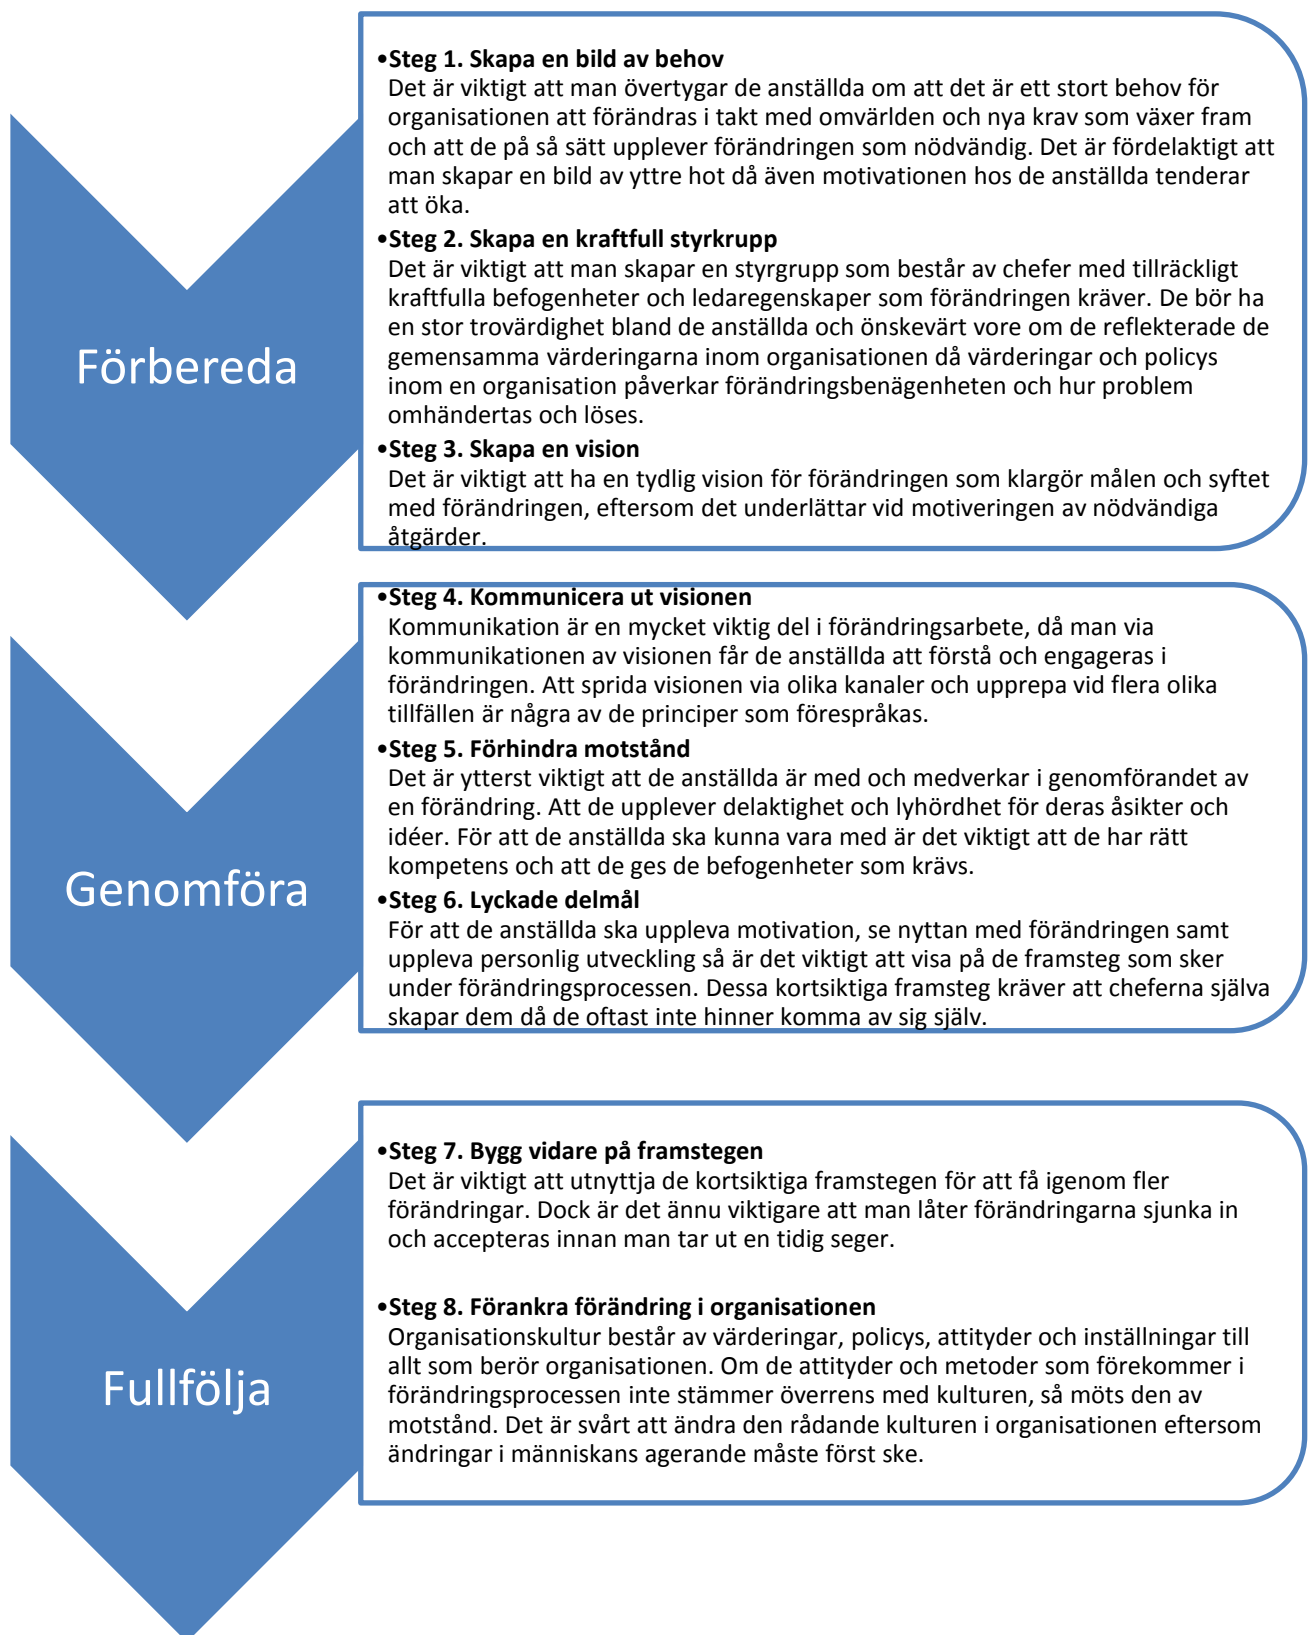 Förbereda
•Steg 1. Skapa en bild av behov
Det är viktigt att man övertygar de anställda om att det är ett stort behov för
organisationen att förändras i takt med omvärlden och nya krav som växer fram
och att de på så sätt upplever förändringen som nödvändig. Det är fördelaktigt att
man skapar en bild av yttre hot då även motivationen hos de anställda tenderar
att öka.
•Steg 2. Skapa en kraftfull styrkrupp
Det är viktigt att man skapar en styrgrupp som består av chefer med tillräckligt
kraftfulla befogenheter och ledaregenskaper som förändringen kräver. De bör ha
en stor trovärdighet bland de anställda och önskevärt vore om de reflekterade de
gemensamma värderingarna inom organisationen då värderingar och policys
inom en organisation påverkar förändringsbenägenheten och hur problem
omhändertas och löses.
•Steg 3. Skapa en vision
Det är viktigt att ha en tydlig vision för förändringen som klargör målen och syftet
med förändringen, eftersom det underlättar vid motiveringen av nödvändiga
åtgärder.
Genomföra
•Steg 4. Kommunicera ut visionen
Kommunikation är en mycket viktig del i förändringsarbete, då man via
kommunikationen av visionen får de anställda att förstå och engageras i
förändringen. Att sprida visionen via olika kanaler och upprepa vid flera olika
tillfällen är några av de principer som förespråkas.
•Steg 5. Förhindra motstånd
Det är ytterst viktigt att de anställda är med och medverkar i genomförandet av
en förändring. Att de upplever delaktighet och lyhördhet för deras åsikter och
idéer. För att de anställda ska kunna vara med är det viktigt att de har rätt
kompetens och att de ges de befogenheter som krävs.
•Steg 6. Lyckade delmål
För att de anställda ska uppleva motivation, se nyttan med förändringen samt
uppleva personlig utveckling så är det viktigt att visa på de framsteg som sker
under förändringsprocessen. Dessa kortsiktiga framsteg kräver att cheferna själva
skapar dem då de oftast inte hinner komma av sig själv.
Fullfölja
•Steg 7. Bygg vidare på framstegen
Det är viktigt att utnyttja de kortsiktiga framstegen för att få igenom fler
förändringar. Dock är det ännu viktigare att man låter förändringarna sjunka in
och accepteras innan man tar ut en tidig seger.
•Steg 8. Förankra förändring i organisationen
Organisationskultur består av värderingar, policys, attityder och inställningar till
allt som berör organisationen. Om de attityder och metoder som förekommer i
förändringsprocessen inte stämmer överrens med kulturen, så möts den av
motstånd. Det är svårt att ändra den rådande kulturen i organisationen eftersom
ändringar i människans agerande måste först ske.